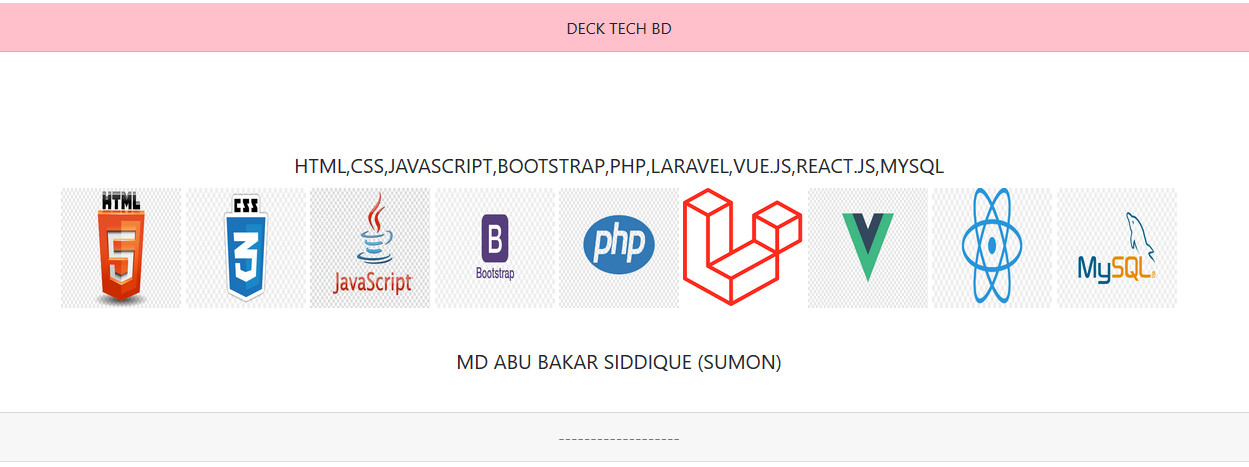 DECK TECH BD
HTML,CSS,JAVASCRIPT,BOOTSTRAP,PHP,LARAVEL,VUE.JS,REACT.JS,MYSQL
HTML 5 CSS 3 JavaScript B Bootstrap php MySQL
MD ABU BAKAR SIDDIQUE (SUMON)
-------------------